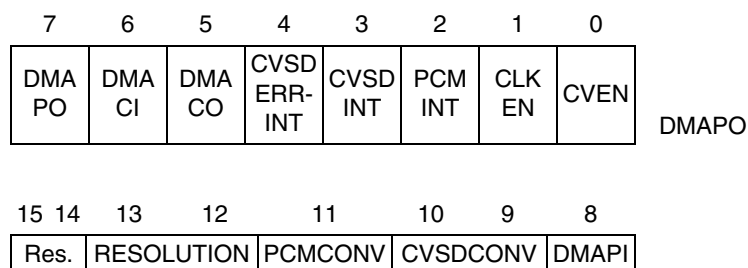 7 6 5 4 3 2 1 0
DMA PO DMA CI DMA CO CVSD ERR- INT CVSD INT PCM INT CLK EN CVEN
DMAPO
15 14 13 12 11 10 9 8
Res. RESOLUTION PCMCONV CVSDCONV DMAPI